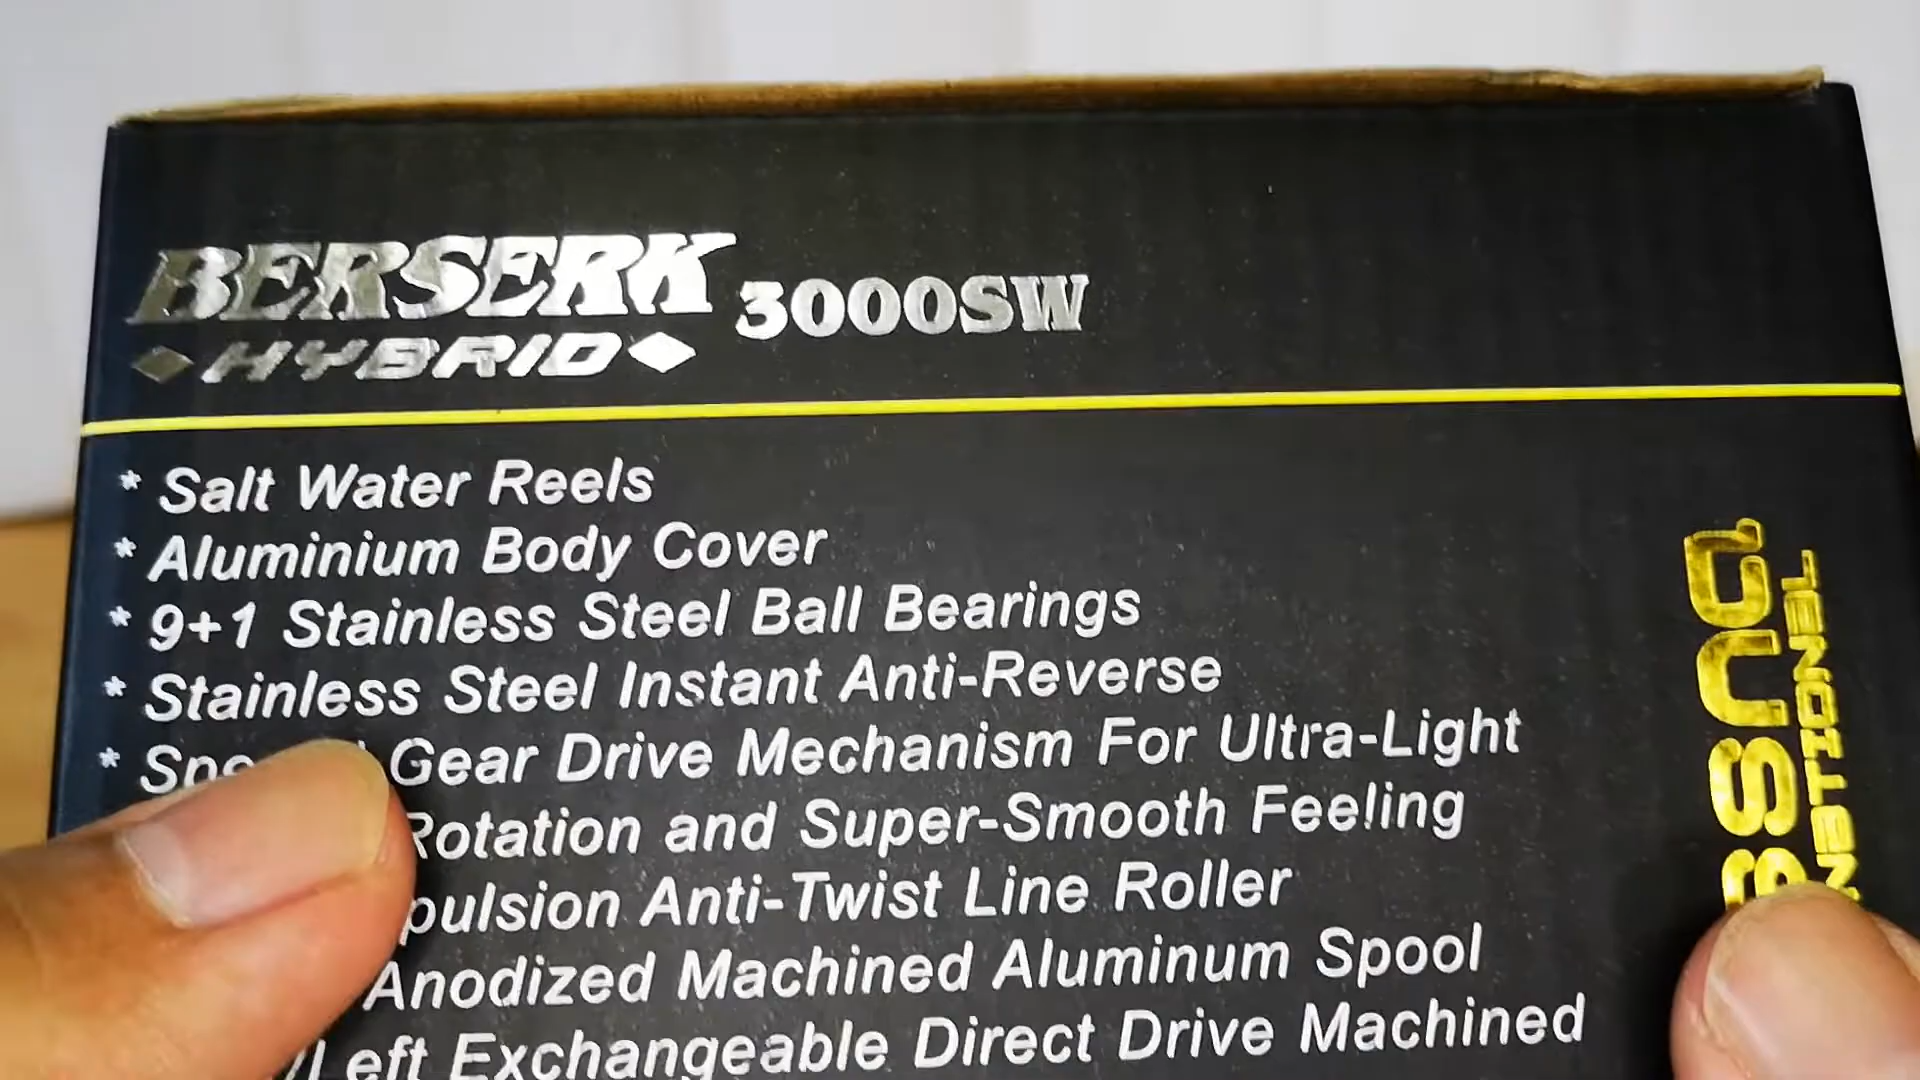 BERSERK 3000SW
HYBRID
* Salt Water Reels
* Aluminium Body Cover
* 9+1 Stainless Steel Ball Bearings
* Stainless Steel Instant Anti-Reverse
* Gear Drive Mechanism For Ultra-Light
Rotation and Super-Smooth Feeling
Anti-Twist Line Roller
Anodized Machined Aluminum Spool
/Left Exchangeable Direct Drive Machined